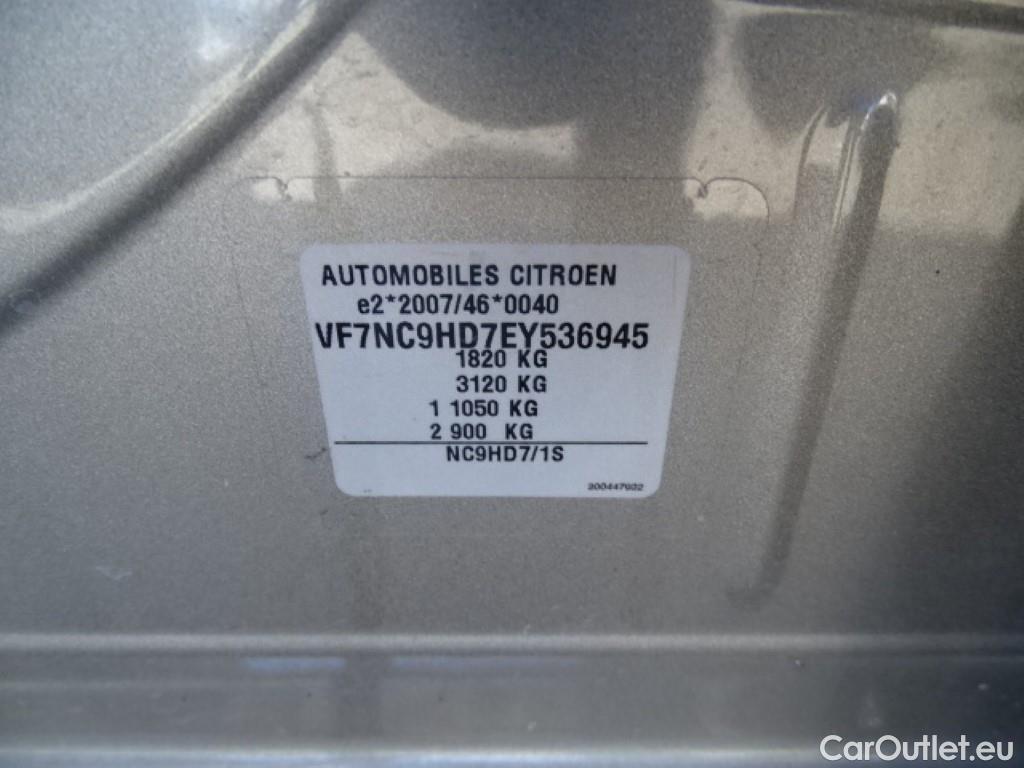 AUTOMOBILES CITROEN
e2*2007/46*0040
VF7NC9HD7EY536945
1820 KG
3120 KG
1 1050 KG
2 900 KG
NC9HD7/1S
CarOutlet.eu